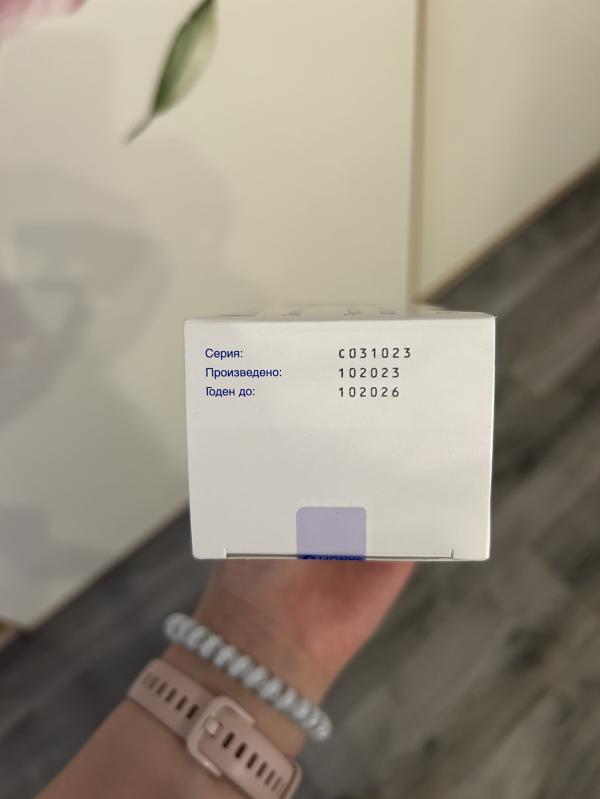 Серия: C031023
Произведено: 102023
Годен до: 102026